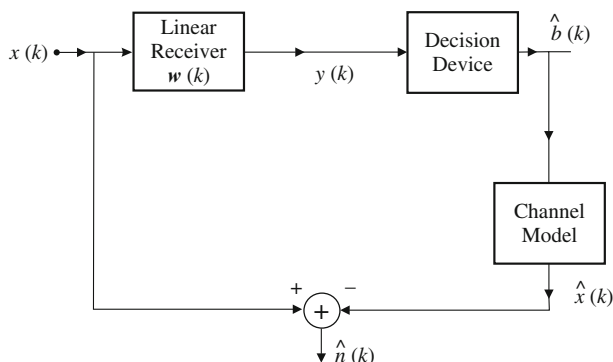 x (k)
Linear
Receiver
w (k)
y (k)
Decision
Device
b̂ (k)
Channel
Model
x̂ (k)
+
−
+
n̂ (k)